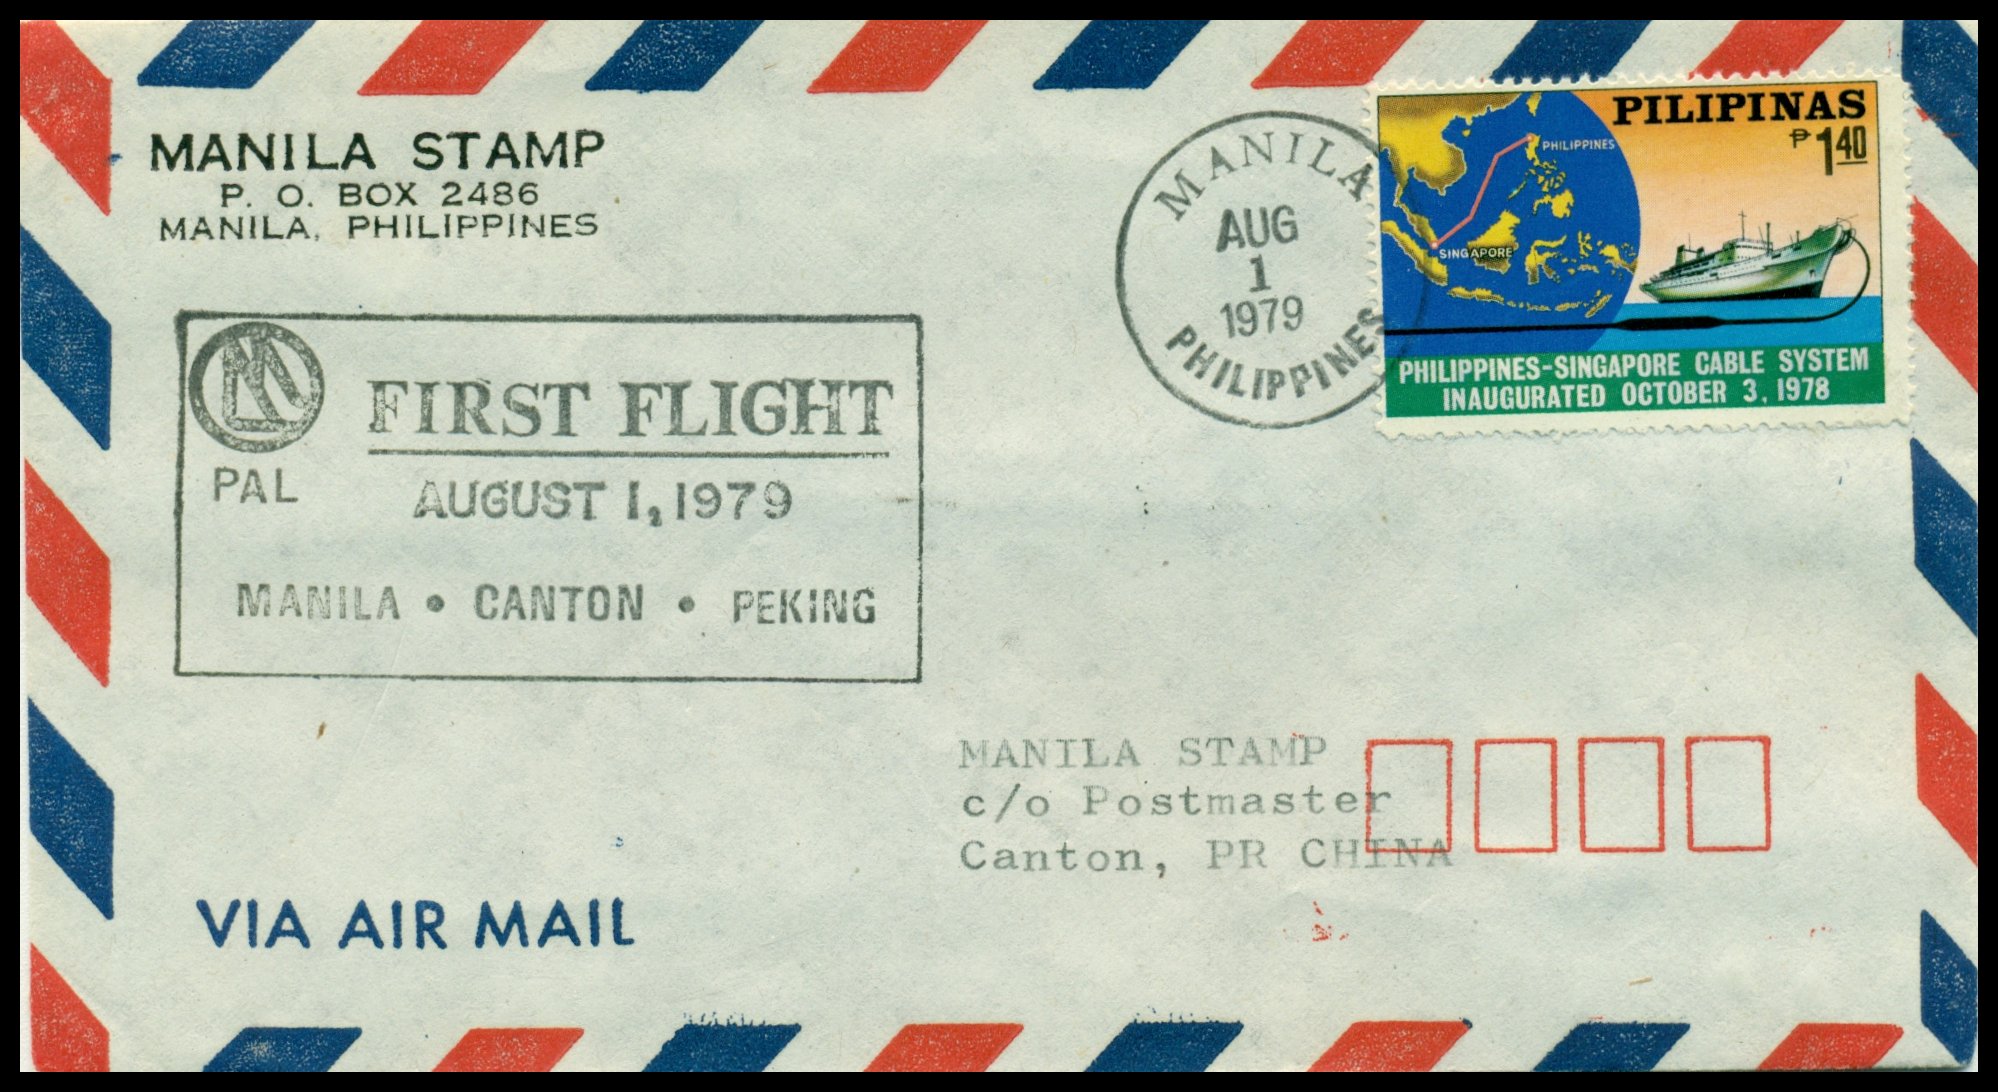 MANILA STAMP
P. O. BOX 2486
MANILA, PHILIPPINES
MANILA
AUG
1
1979
PHILIPPINES
PILIPINAS
₱1.40
PHILIPPINES
SINGAPORE
PHILIPPINES-SINGAPORE CABLE SYSTEM
INAUGURATED OCTOBER 3, 1978
FIRST FLIGHT
PAL
AUGUST 1, 1979
MANILA • CANTON • PEKING
MANILA STAMP
c/o Postmaster
Canton, PR CHINA
VIA AIR MAIL